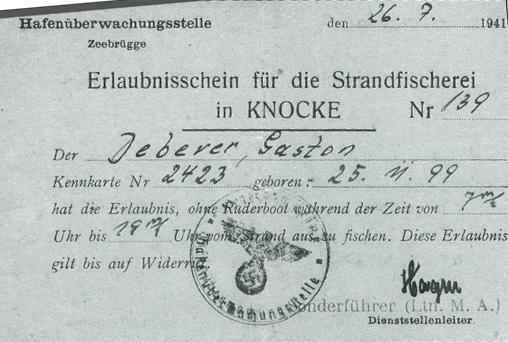 Hafenüberwachungsstelle
Zeebrügge
den 26. 7. 1941
Erlaubnisschein für die Strandfischerei
in KNOCKE Nr 139
Der Debever, Gaston
Kennkarte Nr 2423 geboren: 25. 11. 99
hat die Erlaubnis, ohne Ruderboot während der Zeit von 7
Uhr bis 19 Uhr vom Strand aus zu fischen. Diese Erlaubnis
gilt bis auf Widerruf
Hafenüberwachungsstelle
Sonderführer (Ltn. M. A.)
Dienststellenleiter.